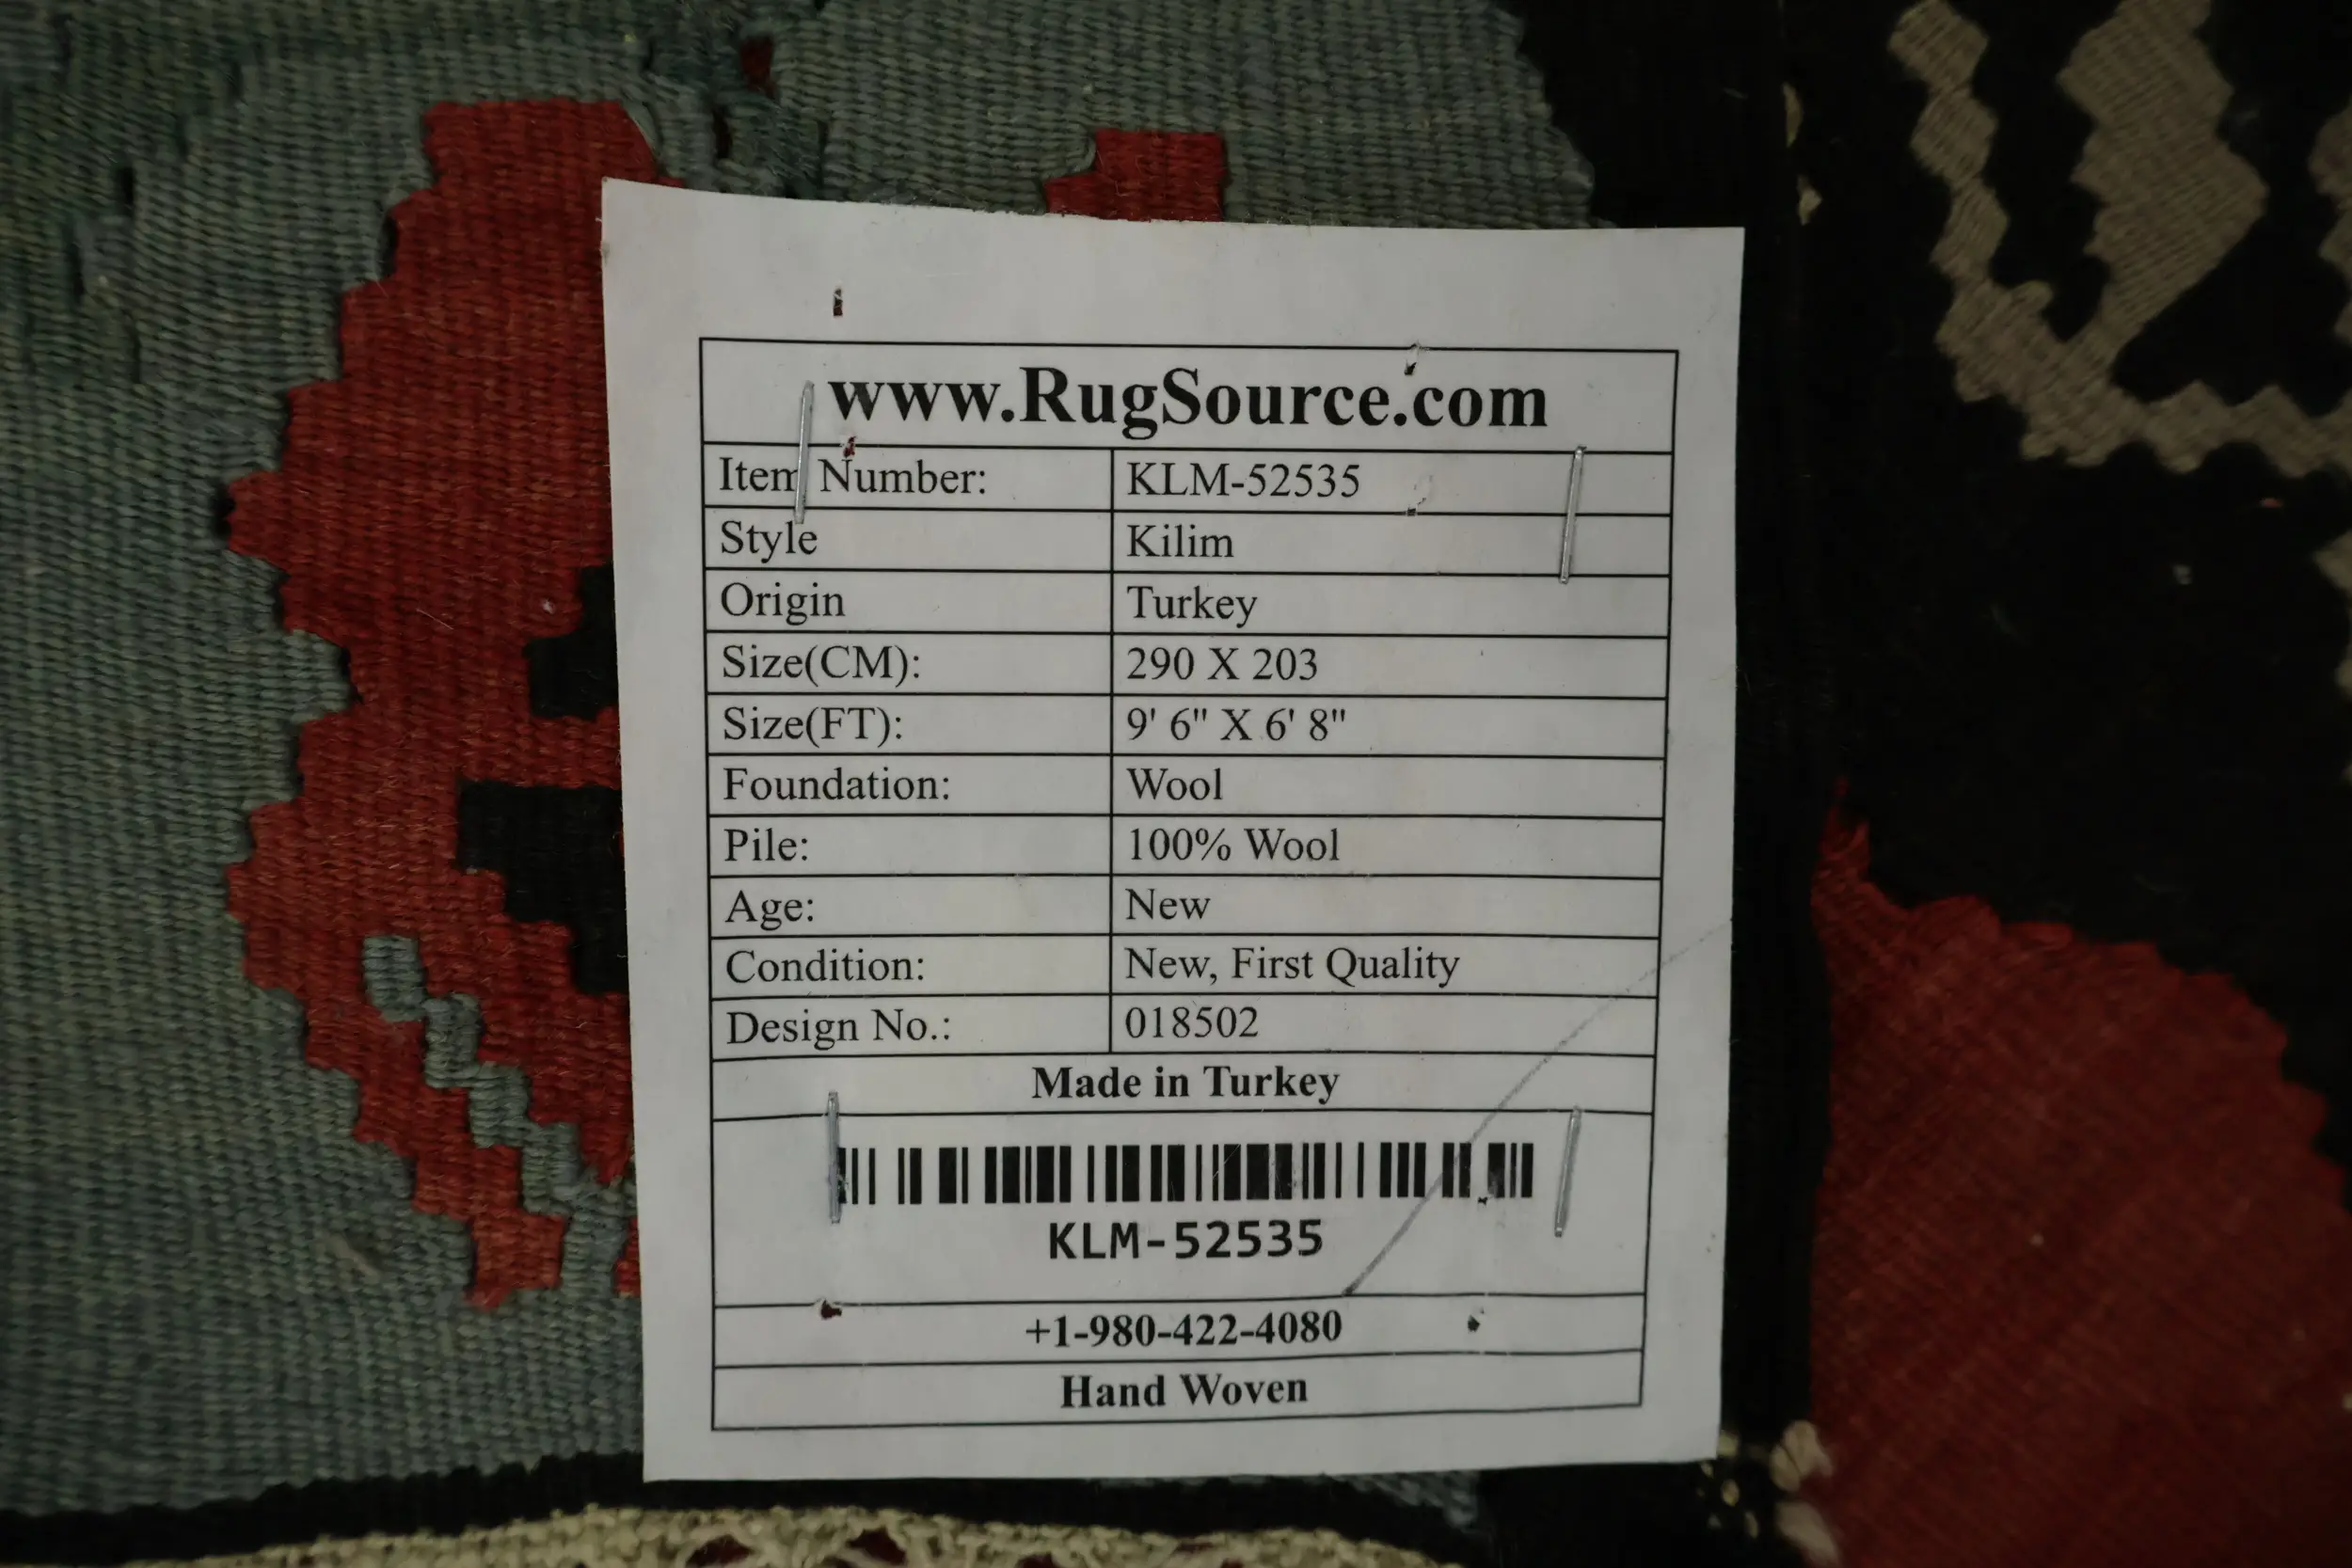 www.RugSource.com
Item Number: KLM-52535
Style Kilim
Origin Turkey
Size(CM): 290 X 203
Size(FT): 9' 6" X 6' 8"
Foundation: Wool
Pile: 100% Wool
Age: New
Condition: New, First Quality
Design No.: 018502
Made in Turkey
KLM-52535
+1-980-422-4080
Hand Woven